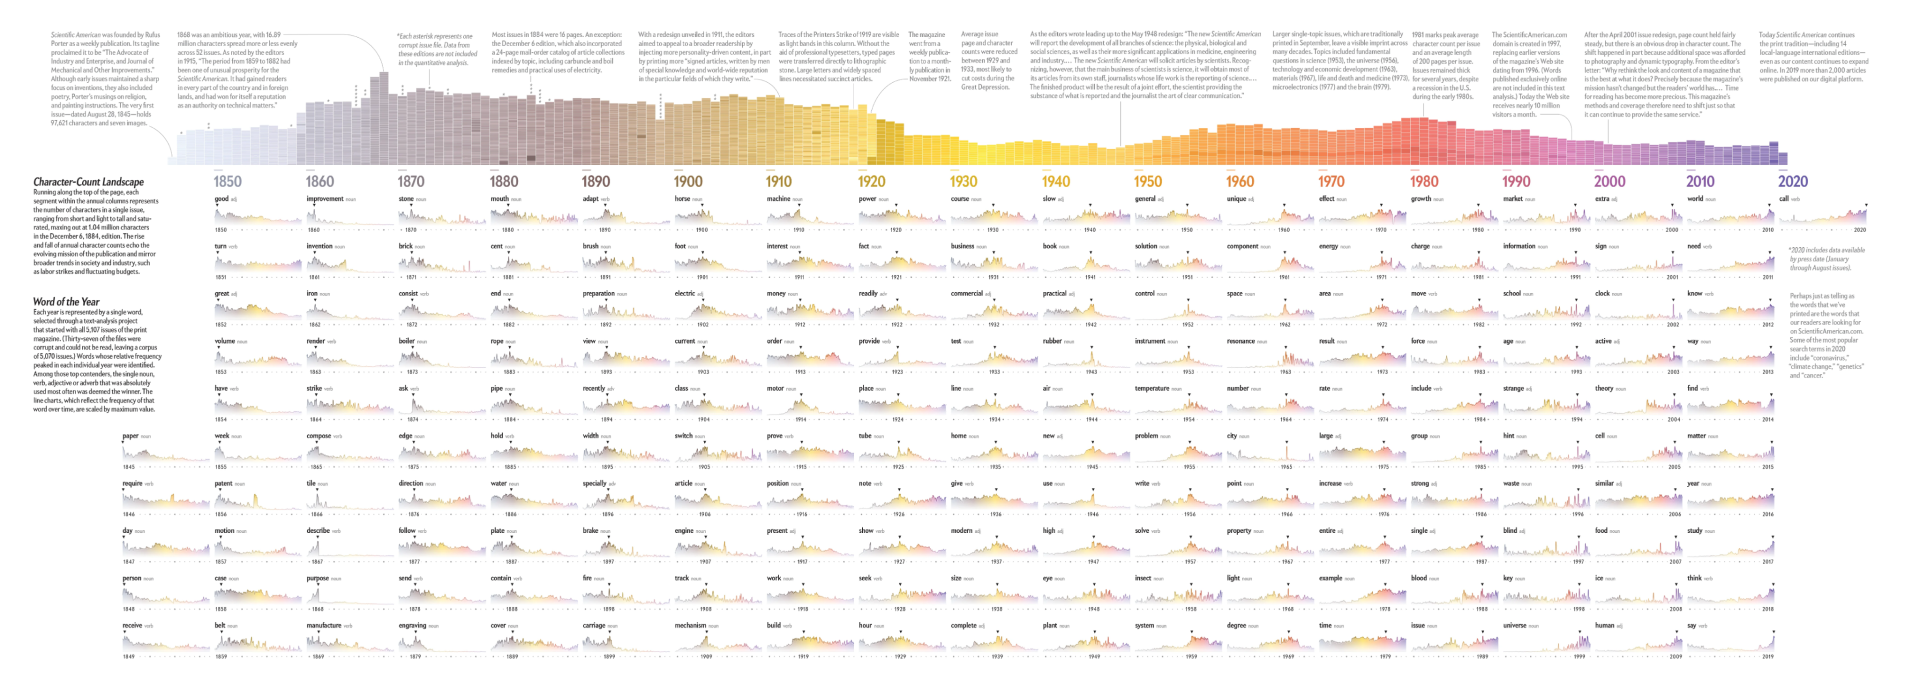 Scientific American was founded by Rufus
Porter as a weekly publication. Its tagline
proclaimed it to be "The Advocate of
Industry and Enterprise, and Journal of
Mechanical and Other Improvements."
Although early issues maintained a sharp
focus on inventions, they also included
poetry, Porter's musings on religion,
and painting instructions. The very first
issue—dated August 28, 1845—holds
97,621 characters and seven images.
1868 was an ambitious year, with 16.89
million characters spread more or less evenly
across 52 issues. As noted by the editors
in 1915, "The period from 1859 to 1882 had
been one of unusual prosperity for the
Scientific American. It had gained readers
in every part of the country and in foreign
lands, and had won for itself a reputation
as an authority on technical matters."
*Each asterisk represents one
corrupt issue file. Data from
these editions are not included
in the quantitative analysis.
Most issues in 1884 were 16 pages. An exception:
the December 6 edition, which also incorporated
a 24-page mail-order catalog of article collections
indexed by topic, including carbuncle and boil
remedies and practical uses of electricity.
With a redesign unveiled in 1911, the editors
aimed to appeal to a broader readership by
injecting more personality-driven content, in part
by printing more "signed articles, written by men
of special knowledge and world-wide reputation
in the particular fields of which they write."
Traces of the Printers Strike of 1919 are visible
as light bands in this column. Without the
aid of professional typesetters, typed pages
were transferred directly to lithographic
stone. Large letters and widely spaced
lines necessitated succinct articles.
The magazine
went from a
weekly publica-
tion to a month-
ly publication in
November 1921.
Average issue
page and character
counts were reduced
between 1929 and
1933, most likely to
cut costs during the
Great Depression.
As the editors wrote leading up to the May 1948 redesign: "The new Scientific American
will report the development of all branches of science: the physical, biological and
social sciences, as well as their more significant applications in medicine, engineering
and industry.... The new Scientific American will solicit articles by scientists. Recog-
nizing, however, that the main business of scientists is science, it will obtain most of
its articles from its own staff, journalists whose life work is the reporting of science....
The finished product will be the result of a joint effort, the scientist providing the
substance of what is reported and the journalist the art of clear communication."
Larger single-topic issues, which are traditionally
printed in September, leave a visible imprint across
many decades. Topics included fundamental
questions in science (1953), the universe (1956),
technology and economic development (1963),
materials (1967), life and death and medicine (1973),
microelectronics (1977) and the brain (1979).
1981 marks peak average
character count per issue
and an average length
of 200 pages per issue.
Issues remained thick
for several years, despite
a recession in the U.S.
during the early 1980s.
The ScientificAmerican.com
domain is created in 1997,
replacing earlier versions
of the magazine's Web site
dating from 1996. (Words
published exclusively online
are not included in this text
analysis.) Today the Web site
receives nearly 10 million
visitors a month.
After the April 2001 issue redesign, page count held fairly
steady, but there is an obvious drop in character count. The
shift happened in part because additional space was afforded
to photography and dynamic typography. From the editor's
letter: "Why rethink the look and content of a magazine that
is the best at what it does? Precisely because the magazine's
mission hasn't changed but the readers' world has.... Time
for reading has become more precious. This magazine's
methods and coverage therefore need to shift just so that
it can continue to provide the same service."
Today Scientific American continues
the print tradition—including 14
local international editions—
even as our content continues to expand
online. In 2019 more than 2,000 articles
were published on our digital platform.
Character-Count Landscape
Running along the top of the page, each
segment within the annual columns represents
the number of characters in a single issue,
ranging from short and light to tall and satu-
rated, maxing out at 1.04 million characters
in the December 6, 1884, edition. The rise
and fall of annual character counts echo the
evolving mission of the publication and mirror
broader trends in society and industry, such
as labor strikes and fluctuating budgets.
Word of the Year
Each year is represented by a single word,
selected through a text-analysis project
that started with all 5,107 issues of the print
magazine. (Thirty-seven of the files were
corrupt and could not be read, leaving a corpus
of 5,070 issues.) Words whose relative frequency
peaked in each individual year were identified.
Among those top contenders, the single noun,
verb, adjective or adverb that was absolutely
used most often was deemed the winner. The
line charts, which reflect the frequency of that
word over time, are scaled by maximum value.
1850 1860 1870 1880 1890 1900 1910 1920 1930 1940 1950 1960 1970 1980 1990 2000 2010 2020
good adj improvement noun stone noun mouth noun adapt verb horse noun machine noun power noun course noun slow adj general adj unique adj effect noun growth noun market noun extra adj world noun call verb
1850 1860 1870 1880 1890 1900 1910 1920 1930 1940 1950 1960 1970 1980 1990 2000 2010 2020
turn verb invention noun brick noun cent noun brush noun foot noun interest noun fact noun business noun book noun solution noun component noun energy noun charge noun information noun sign noun need verb
1851 1861 1871 1881 1891 1901 1911 1921 1931 1941 1951 1961 1971 1981 1991 2001 2011
*2020 includes data available
by press date (January
through August issues).
great adj iron noun consist verb end noun preparation noun electric adj money noun readily adv commercial adj practical adj control noun space noun area noun move verb school noun clock noun know verb
1852 1862 1872 1882 1892 1902 1912 1922 1932 1942 1952 1962 1972 1982 1992 2002 2012
Perhaps just as telling as
the words that we've
printed are the words that
our readers are looking for
on ScientificAmerican.com.
Some of the most popular
search terms in 2020
include "coronavirus,"
"climate change," "genetics"
and "cancer."
volume noun render verb boiler noun rope noun view noun current noun order noun provide verb test noun rubber noun instrument noun resonance noun result noun force noun age noun active adj way noun
1853 1863 1873 1883 1893 1903 1913 1923 1933 1943 1953 1963 1973 1983 1993 2003 2013
have verb strike verb ask verb pipe noun recently adv class noun motor noun place noun line noun air noun temperature noun number noun rate noun include verb strange adj theory noun find verb
1854 1864 1874 1884 1894 1904 1914 1924 1934 1944 1954 1964 1974 1984 1994 2004 2014
paper noun week noun compose verb edge noun hold verb width noun switch noun prove verb tube noun home noun new adj problem noun city noun large adj group noun hint noun cell noun matter noun
1845 1855 1865 1875 1885 1895 1905 1915 1925 1935 1945 1955 1965 1975 1985 1995 2005 2015
require verb patent noun tile noun direction noun water noun specially adv article noun position noun note verb give verb use noun write verb point noun increase verb strong adj waste noun similar adj year noun
1846 1856 1866 1876 1886 1896 1906 1916 1926 1936 1946 1956 1966 1976 1986 1996 2006 2016
day noun motion noun describe verb follow verb plate noun brake noun engine noun present adj show verb modern adj high adj solve verb property noun entire adj single adj blind adj food noun study noun
1847 1857 1867 1877 1887 1897 1907 1917 1927 1937 1947 1957 1967 1977 1987 1997 2007 2017
person noun case noun purpose noun send verb contain verb fire noun track noun work noun seek verb size noun eye noun insect noun light noun example noun blood noun key noun ice noun think verb
1848 1858 1868 1878 1888 1898 1908 1918 1928 1938 1948 1958 1968 1978 1988 1998 2008 2018
receive verb belt noun manufacture verb engraving noun cover noun carriage noun mechanism noun build verb hour noun complete adj plant noun system noun degree noun time noun issue noun universe noun human adj say verb
1849 1859 1869 1879 1889 1899 1909 1919 1929 1939 1949 1959 1969 1979 1989 1999 2009 2019